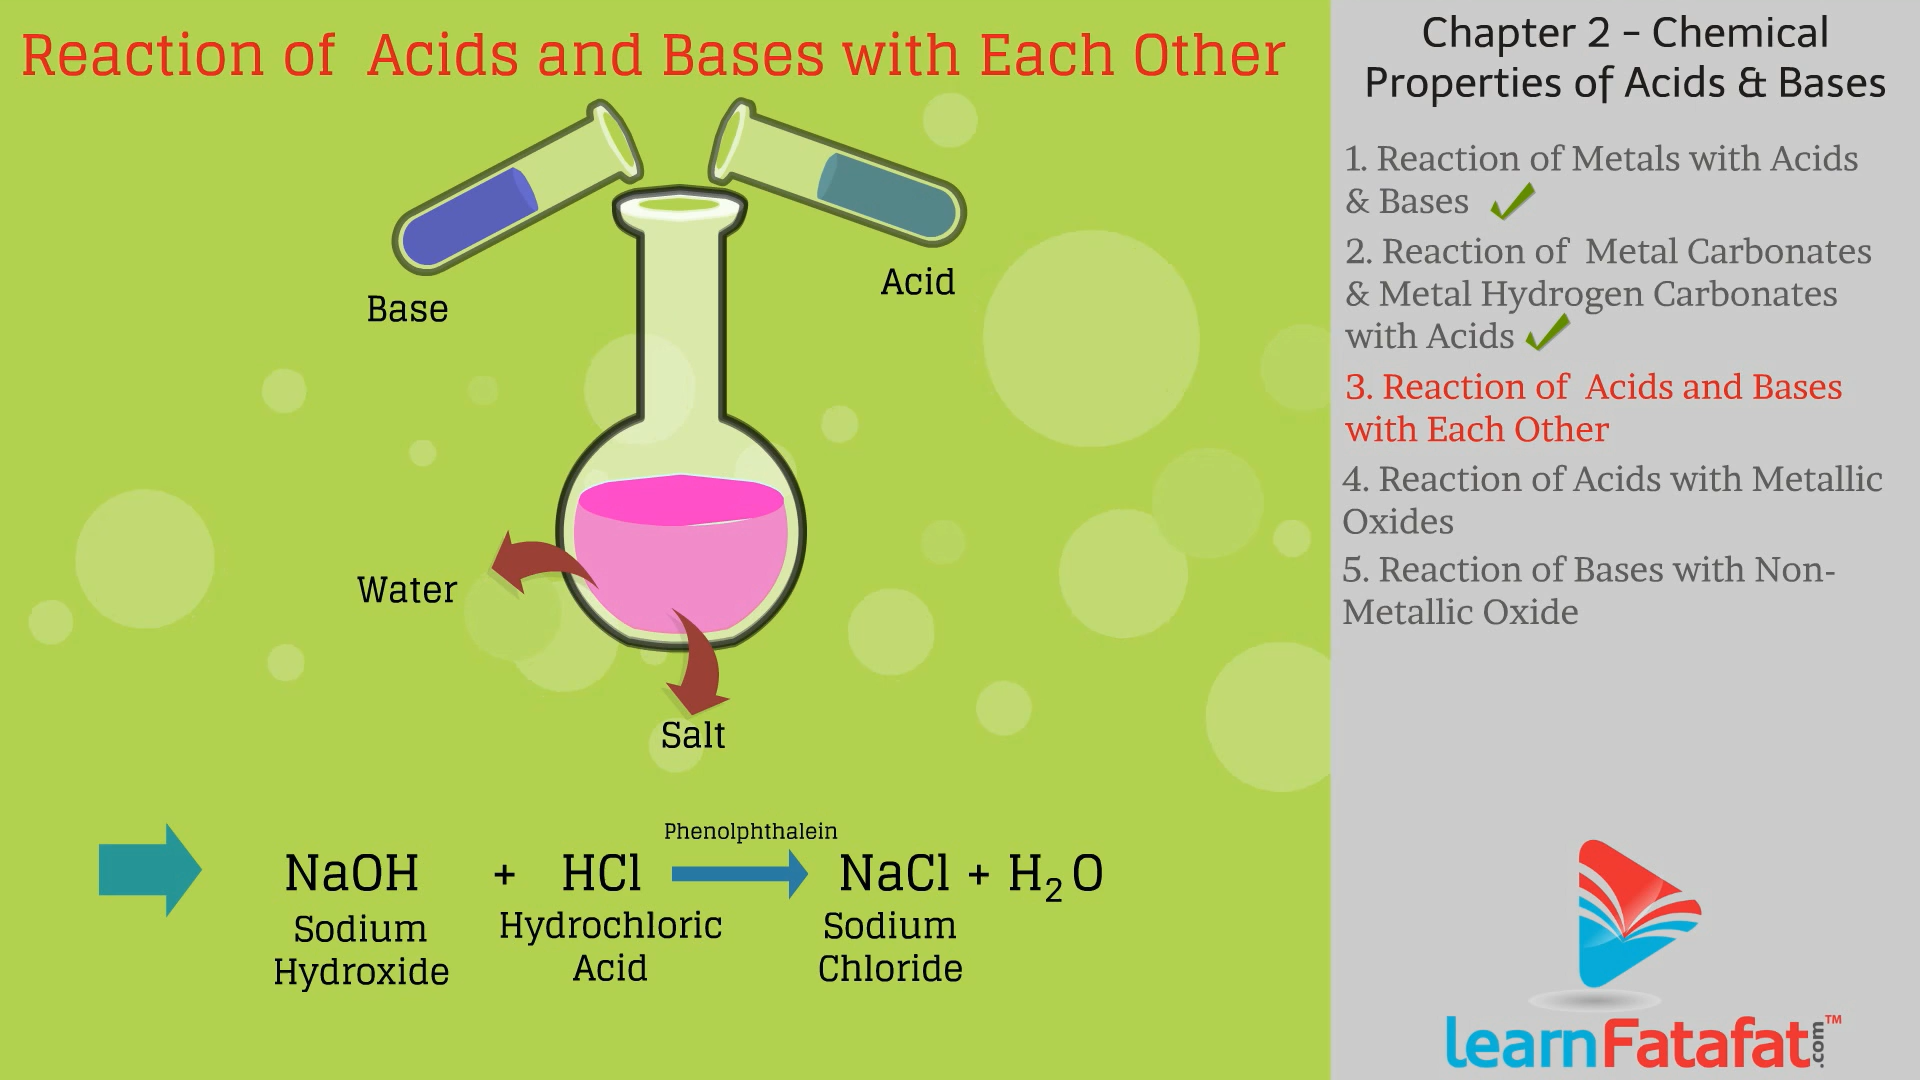 Reaction of Acids and Bases with Each Other
Base
Acid
Water
Salt
Phenolphthalein
NaOH + HCl NaCl + H₂O
Sodium Hydroxide
Hydrochloric Acid
Sodium Chloride
Chapter 2 - Chemical
Properties of Acids & Bases
1. Reaction of Metals with Acids
& Bases
2. Reaction of Metal Carbonates
& Metal Hydrogen Carbonates
with Acids
3. Reaction of Acids and Bases
with Each Other
4. Reaction of Acids with Metallic
Oxides
5. Reaction of Bases with Non-
Metallic Oxide
learnFatafat.com™